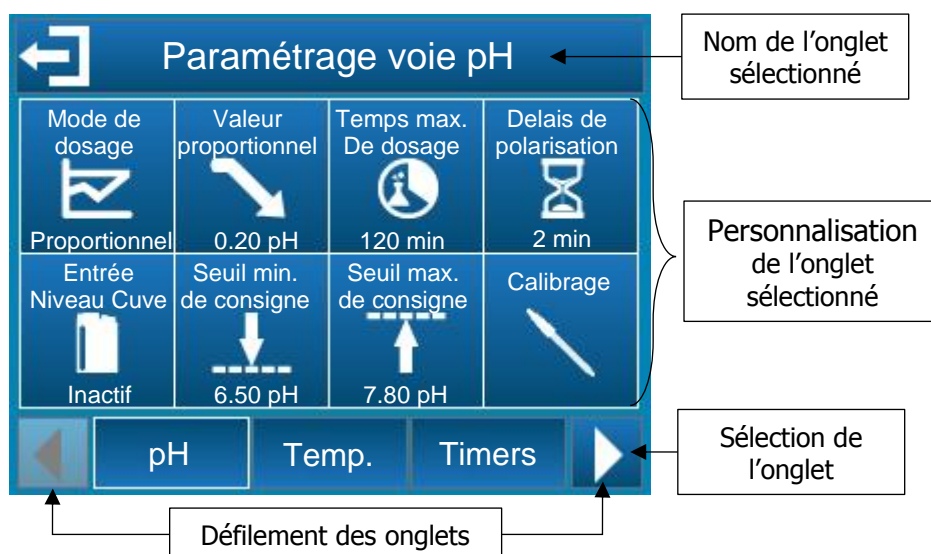 Paramétrage voie pH
Nom de l’onglet
sélectionné
Mode de
dosage
Proportionnel
Valeur
proportionnel
0.20 pH
Temps max.
De dosage
120 min
Delais de
polarisation
2 min
Entrée
Niveau Cuve
Inactif
Seuil min.
de consigne
6.50 pH
Seuil max.
de consigne
7.80 pH
Calibrage
Personnalisation
de l’onglet
sélectionné
pH
Temp.
Timers
Sélection de
l’onglet
Défilement des onglets